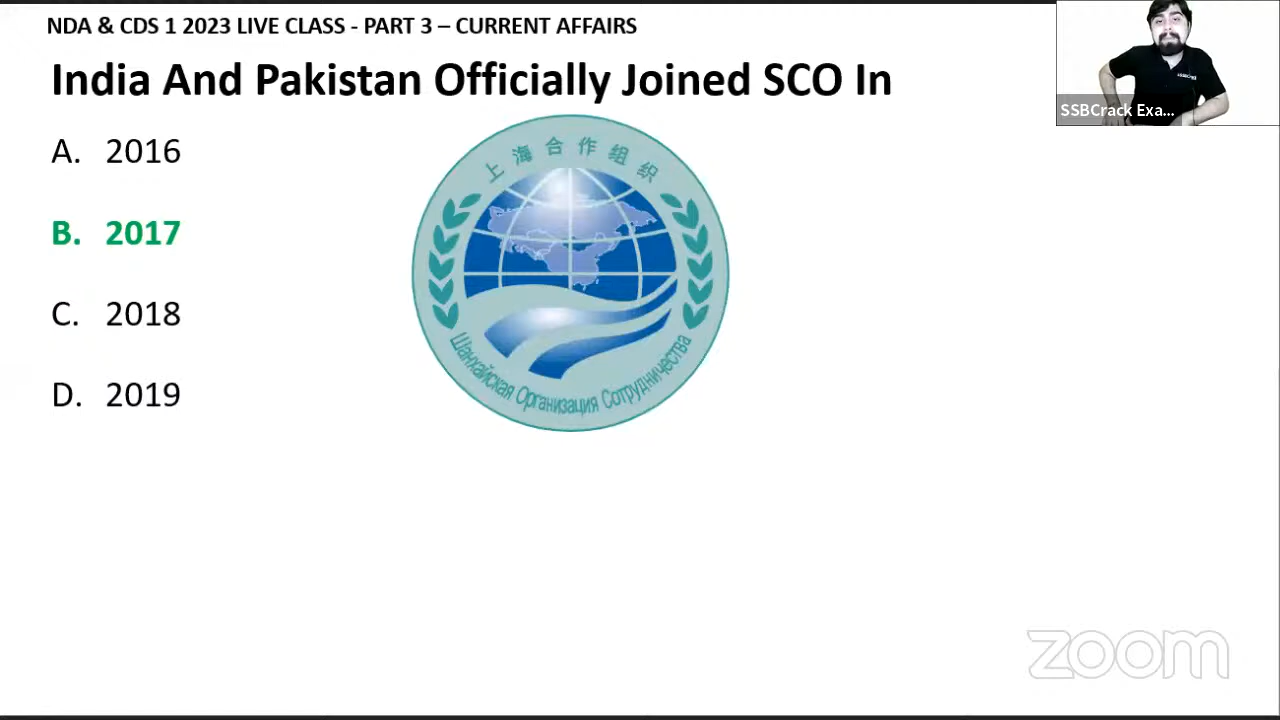 NDA & CDS 1 2023 LIVE CLASS - PART 3 – CURRENT AFFAIRS
India And Pakistan Officially Joined SCO In
SSBCrack Exa...
A. 2016
B. 2017
C. 2018
D. 2019
上海合作组织
Шанхайская Организация Сотрудничества
zoom